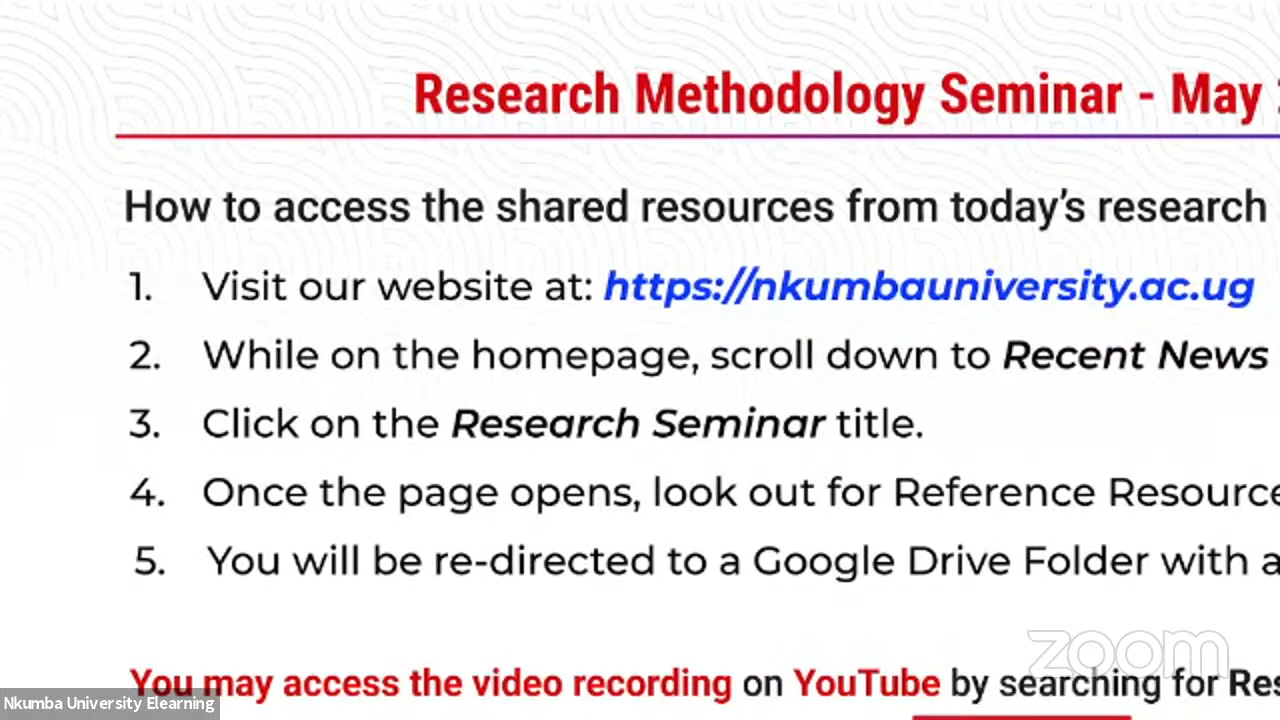 Research Methodology Seminar - May
How to access the shared resources from today's research
1. Visit our website at: https://nkumbauniversity.ac.ug
2. While on the homepage, scroll down to Recent News
3. Click on the Research Seminar title.
4. Once the page opens, look out for Reference Resource
5. You will be re-directed to a Google Drive Folder with a
zoom
You may access the video recording on YouTube by searching for Res
Nkumba University Elearning